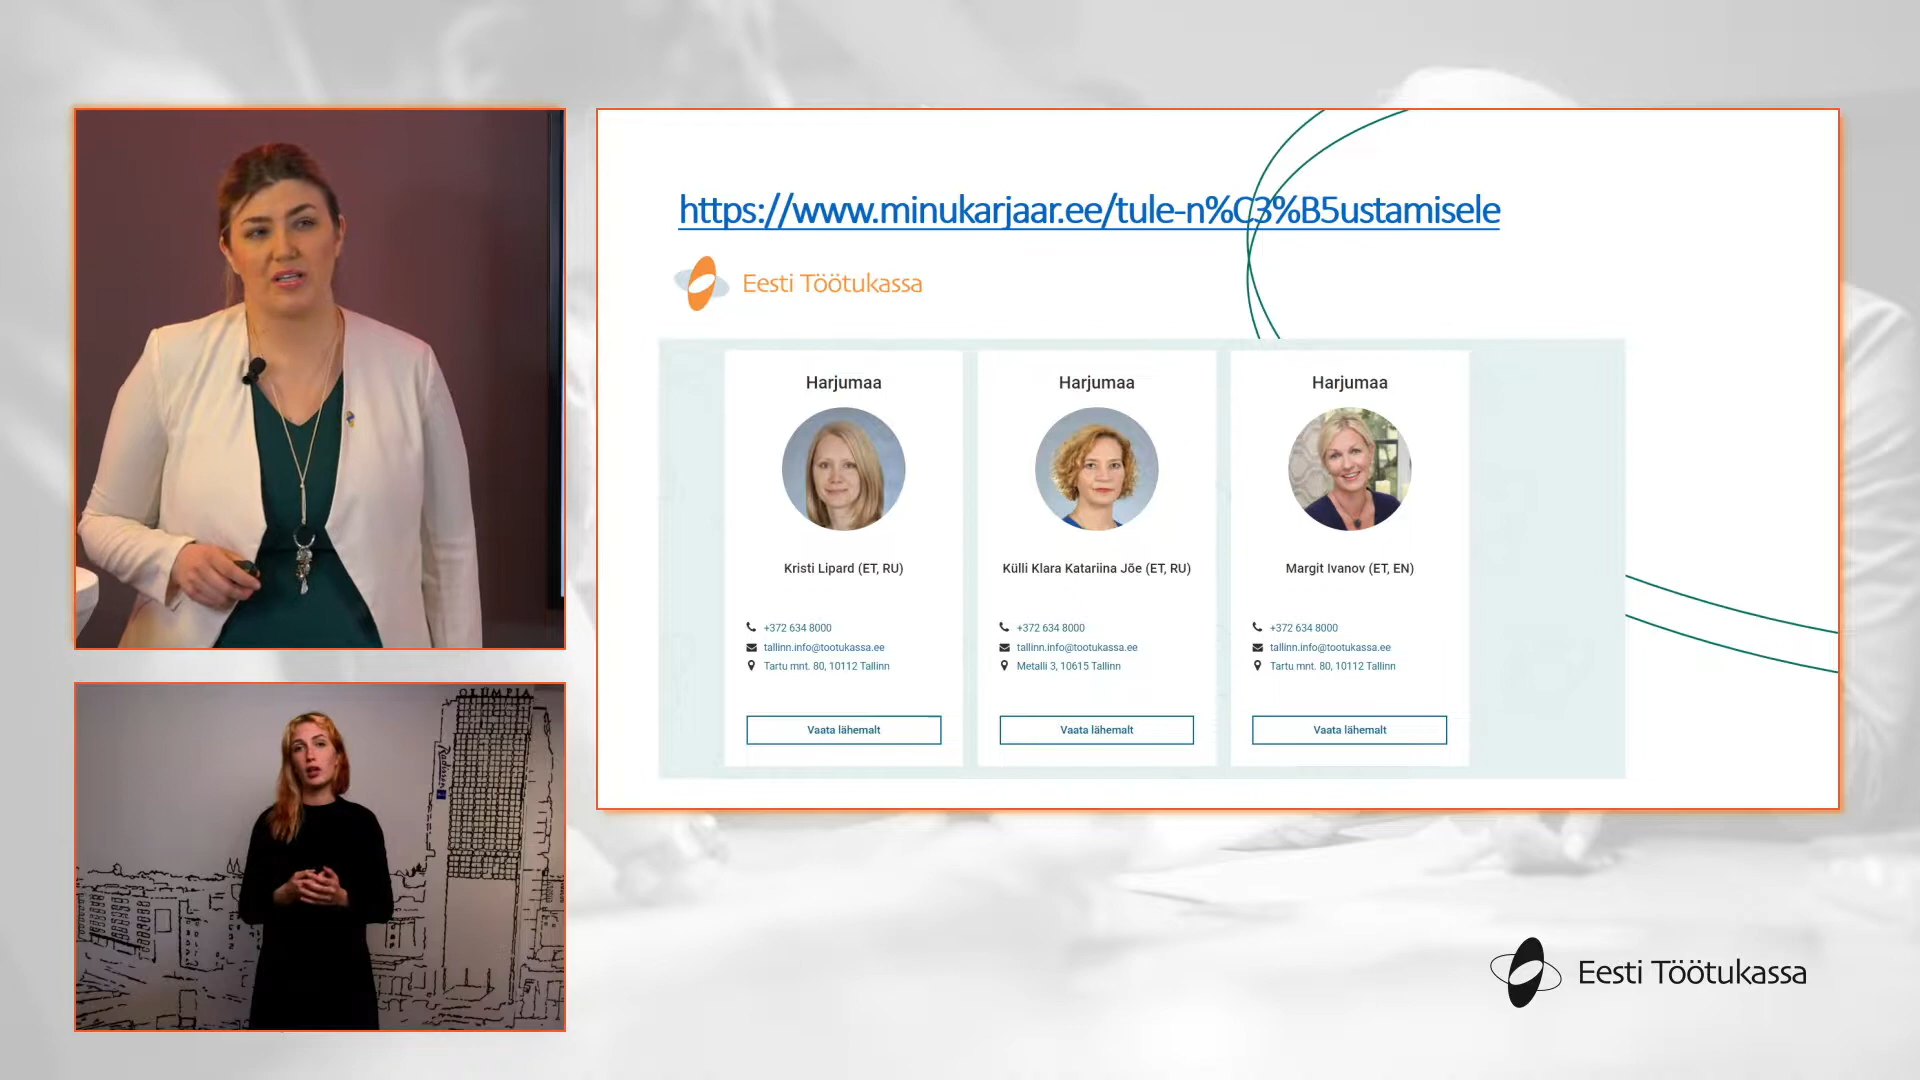 https://www.minukarjaar.ee/tule-n%C3%B5ustamisele
Eesti Töötukassa
Harjumaa
Kristi Lipard (ET, RU)
+372 634 8000
tallinn.info@tootukassa.ee
Tartu mnt. 80, 10112 Tallinn
Vaata lähemalt
Harjumaa
Külli Klara Katariina Jõe (ET, RU)
+372 634 8000
tallinn.info@tootukassa.ee
Metalli 3, 10615 Tallinn
Vaata lähemalt
Harjumaa
Margit Ivanov (ET, EN)
+372 634 8000
tallinn.info@tootukassa.ee
Tartu mnt. 80, 10112 Tallinn
Vaata lähemalt
OLÜMPIA
Radisson
Eesti Töötukassa